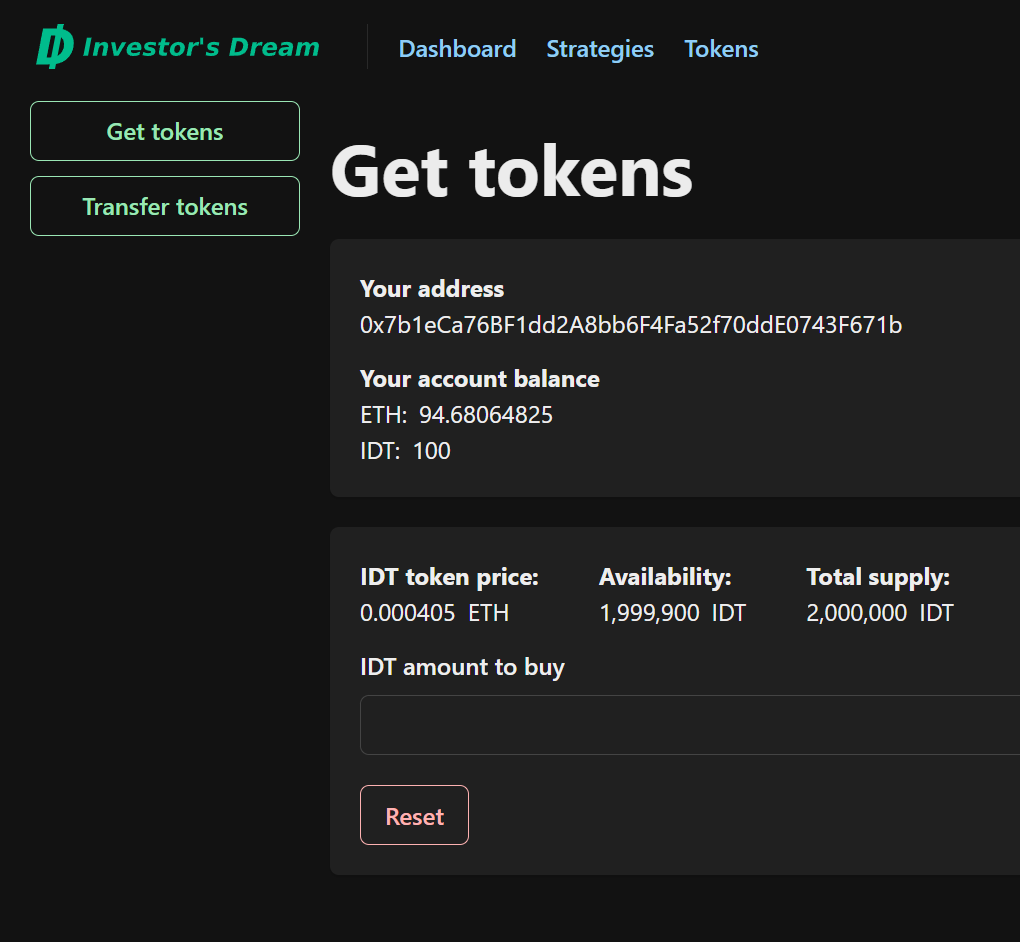 Investor's Dream
Dashboard Strategies Tokens
Get tokens
Transfer tokens
Get tokens
Your address
0x7b1eCa76BF1dd2A8bb6F4Fa52f70ddE0743F671b
Your account balance
ETH: 94.68064825
IDT: 100
IDT token price: Availability: Total supply:
0.000405 ETH 1,999,900 IDT 2,000,000 IDT
IDT amount to buy
Reset